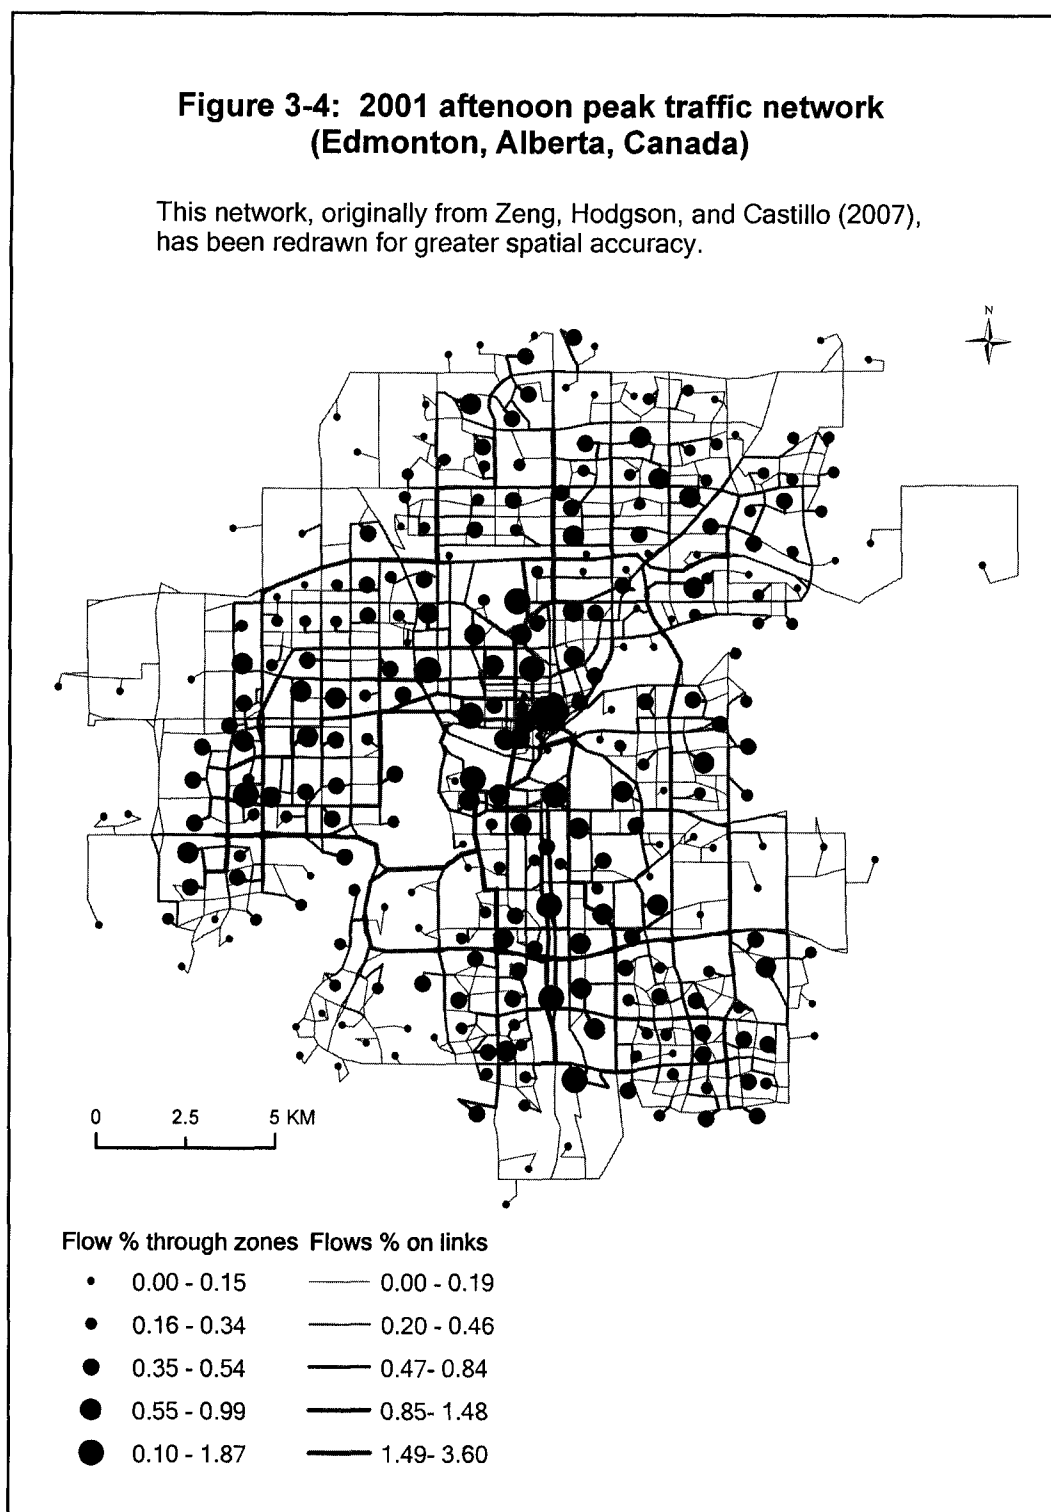 Figure 3-4: 2001 aftenoon peak traffic network
(Edmonton, Alberta, Canada)
This network, originally from Zeng, Hodgson, and Castillo (2007),
has been redrawn for greater spatial accuracy.
N
0 2.5 5 KM
Flow % through zones Flows % on links
0.00 - 0.15 0.00 - 0.19
0.16 - 0.34 0.20 - 0.46
0.35 - 0.54 0.47- 0.84
0.55 - 0.99 0.85- 1.48
0.10 - 1.87 1.49- 3.60